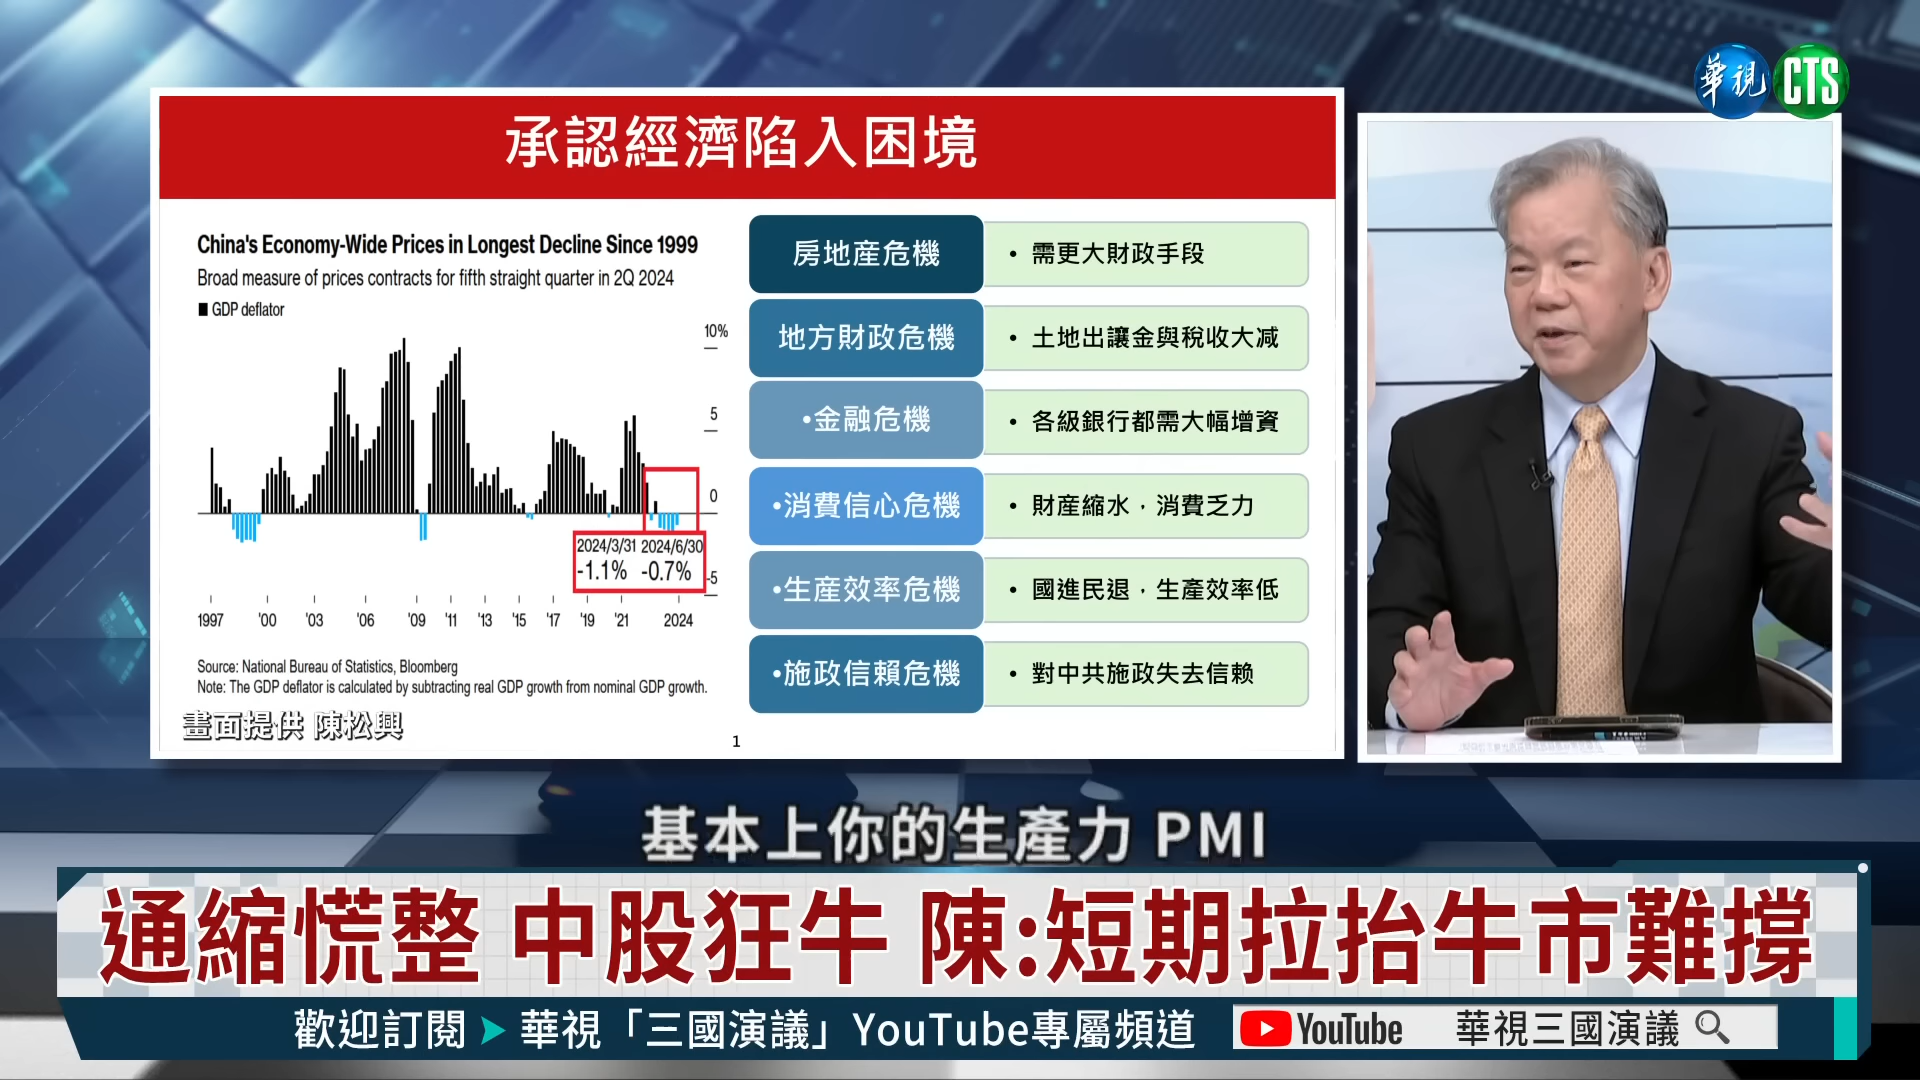 華視 CTS
承認經濟陷入困境
China's Economy-Wide Prices in Longest Decline Since 1999
Broad measure of prices contracts for fifth straight quarter in 2Q 2024
GDP deflator
10%
5
0
-5
2024/3/31 2024/6/30
-1.1% -0.7%
1997 '00 '03 '06 '09 '11 '13 '15 '17 '19 '21 2024
Source: National Bureau of Statistics, Bloomberg
Note: The GDP deflator is calculated by subtracting real GDP growth from nominal GDP growth.
畫面提供 陳松興
房地產危機
• 需更大財政手段
地方財政危機
• 土地出讓金與稅收大減
•金融危機
• 各級銀行都需大幅增資
•消費信心危機
• 財產縮水，消費乏力
•生產效率危機
• 國進民退，生產效率低
•施政信賴危機
• 對中共施政失去信賴
1
基本上你的生產力 PMI
通縮慌整 中股狂牛 陳:短期拉抬牛市難撐
歡迎訂閱 華視「三國演議」YouTube專屬頻道
YouTube 華視三國演議